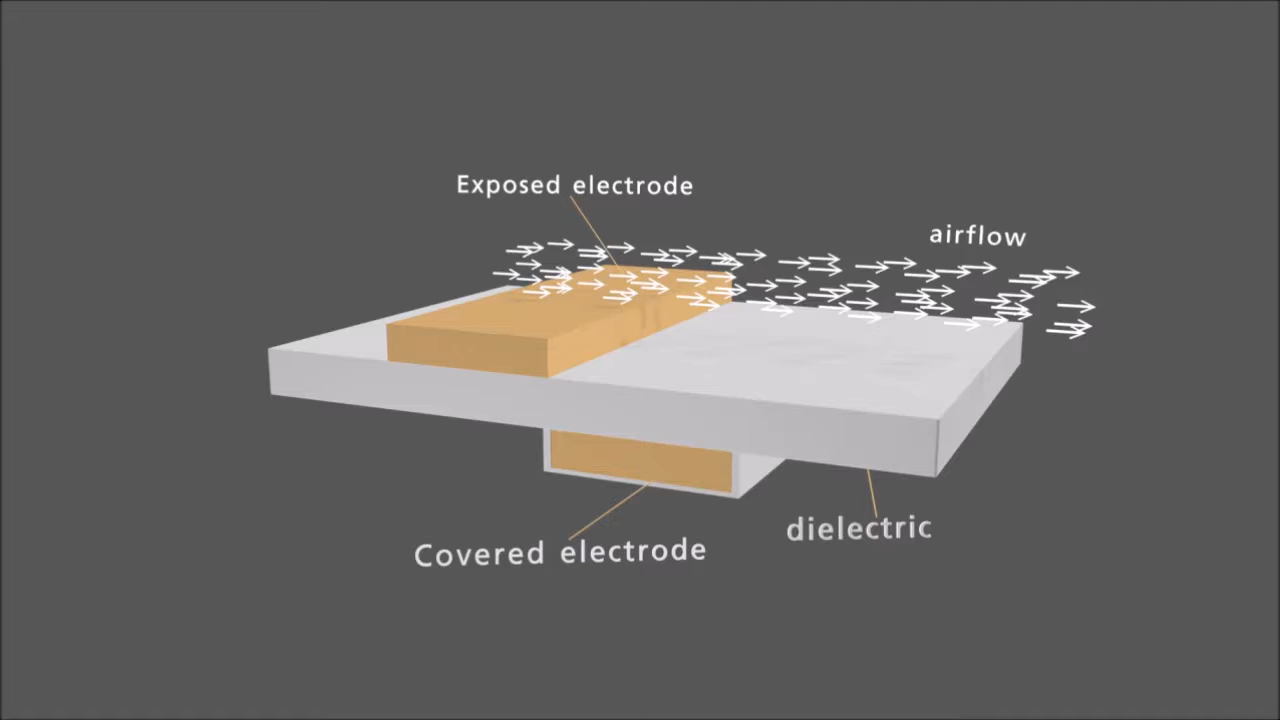 Exposed electrode
airflow
dielectric
Covered electrode